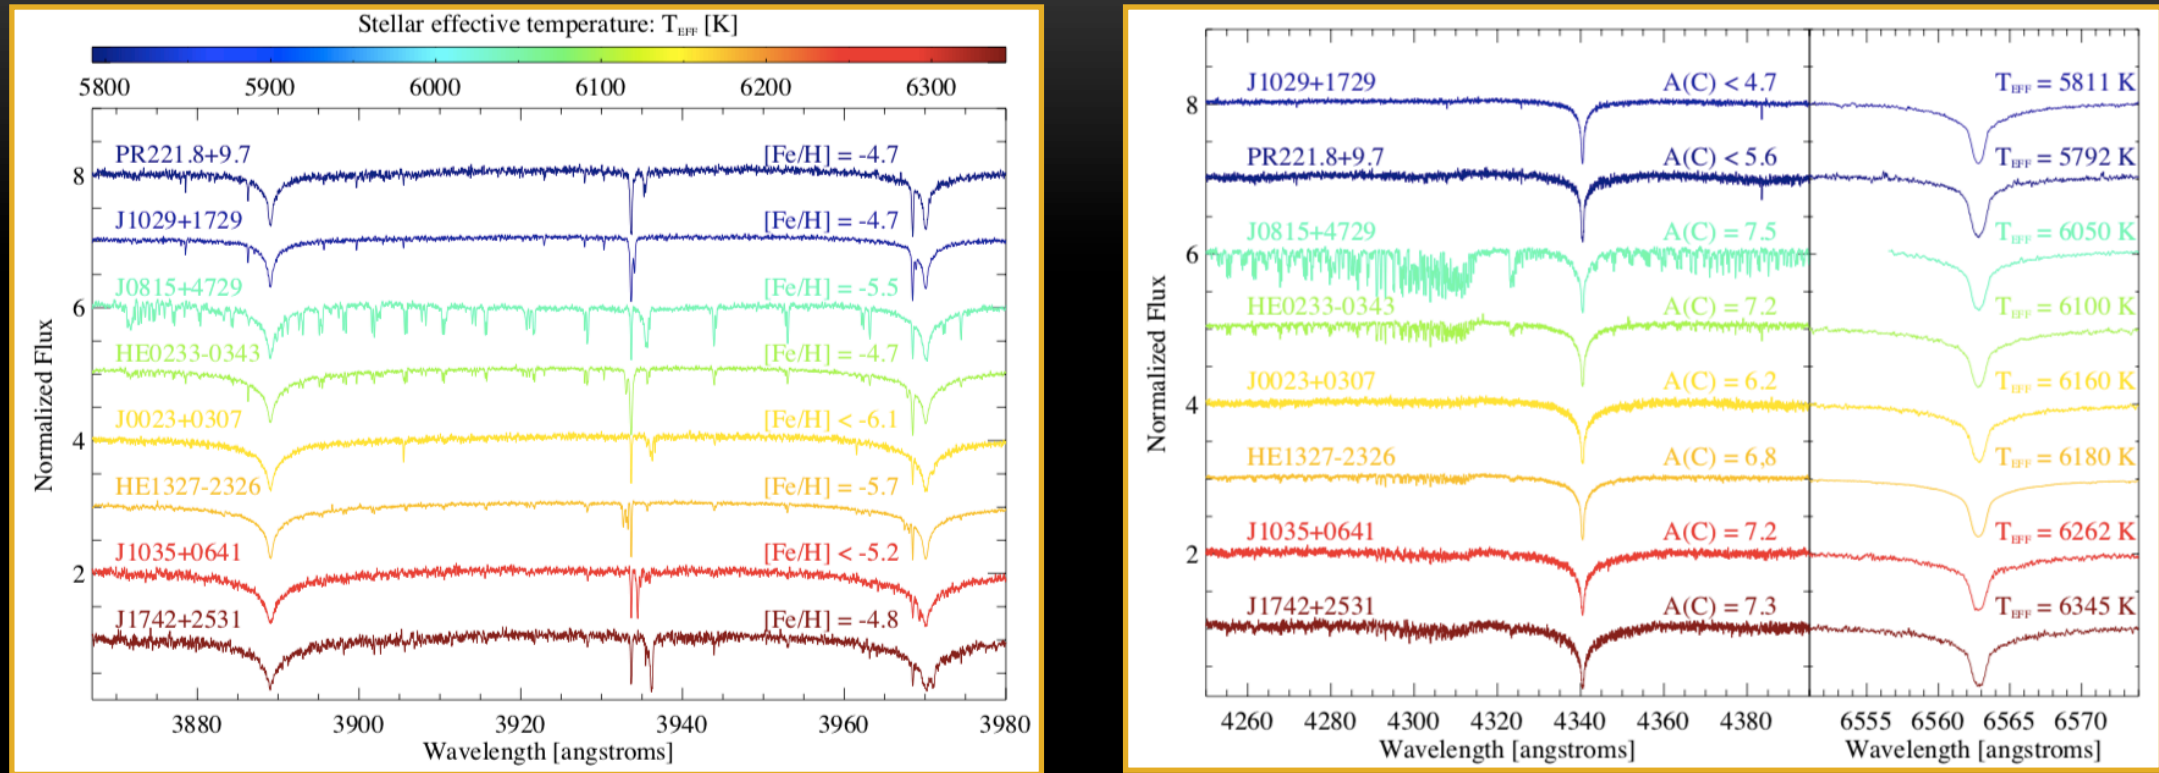 Stellar effective temperature: TEFF [K]
5800 5900 6000 6100 6200 6300
PR221.8+9.7 [Fe/H] = -4.7
8
J1029+1729 [Fe/H] = -4.7
J0815+4729 [Fe/H] = -5.5
6
HE0233-0343 [Fe/H] = -4.7
J0023+0307 [Fe/H] < -6.1
4
HE1327-2326 [Fe/H] = -5.7
J1035+0641 [Fe/H] < -5.2
2
J1742+2531 [Fe/H] = -4.8
Normalized Flux
3880 3900 3920 3940 3960 3980
Wavelength [angstroms]
J1029+1729 A(C) < 4.7 TEFF = 5811 K
8
PR221.8+9.7 A(C) < 5.6 TEFF = 5792 K
J0815+4729 A(C) = 7.5 TEFF = 6050 K
6
HE0233-0343 A(C) = 7.2 TEFF = 6100 K
J0023+0307 A(C) = 6.2 TEFF = 6160 K
4
HE1327-2326 A(C) = 6.8 TEFF = 6180 K
J1035+0641 A(C) = 7.2 TEFF = 6262 K
2
J1742+2531 A(C) = 7.3 TEFF = 6345 K
Normalized Flux
4260 4280 4300 4320 4340 4360 4380 6555 6560 6565 6570
Wavelength [angstroms] Wavelength [angstroms]